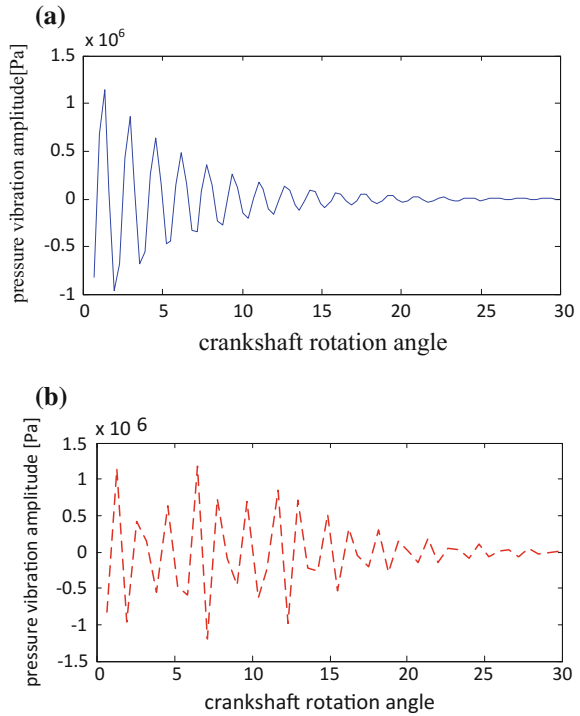 (a)
x 10⁶
1.5
1
0.5
0
-0.5
-1
pressure vibration amplitude[Pa]
0 5 10 15 20 25 30
crankshaft rotation angle
(b)
x 10 6
1.5
1
0.5
0
-0.5
-1
-1.5
pressure vibration amplitude [Pa]
0 5 10 15 20 25 30
crankshaft rotation angle